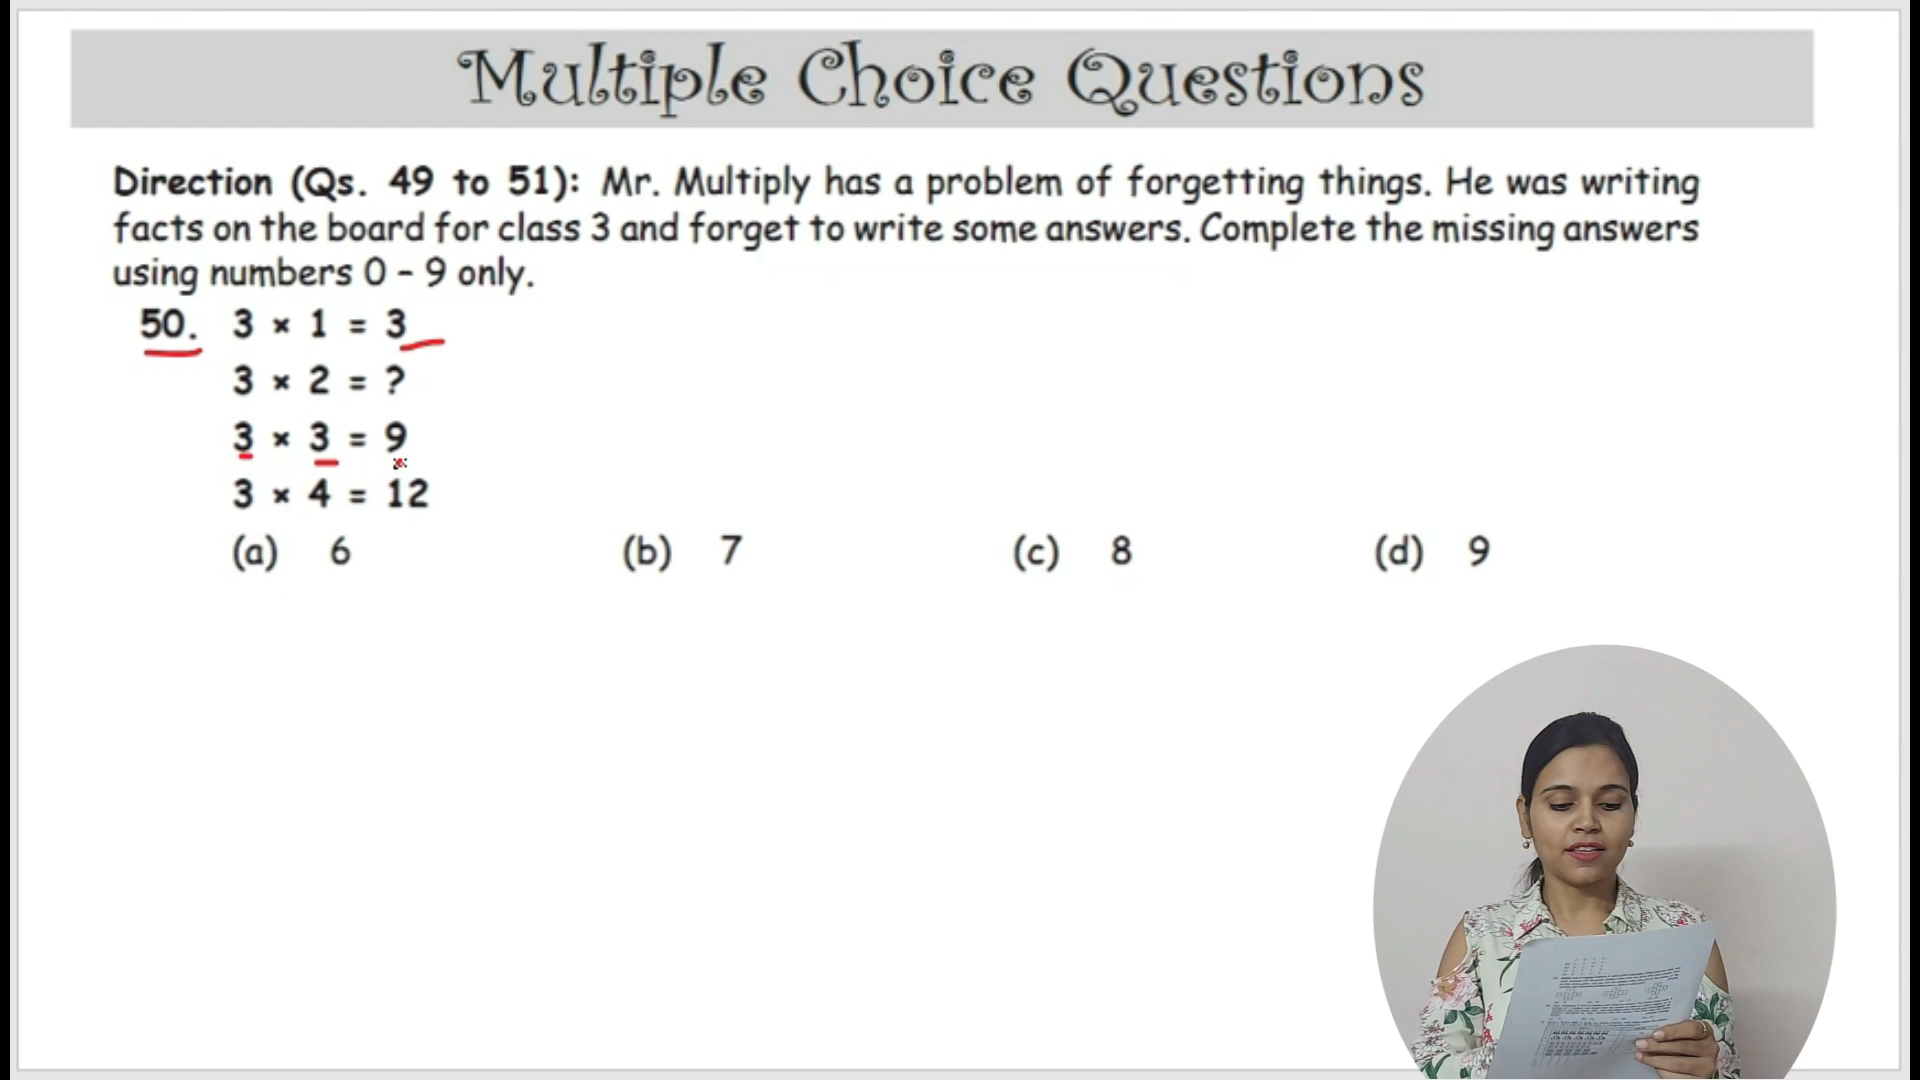 Multiple Choice Questions
Direction (Qs. 49 to 51): Mr. Multiply has a problem of forgetting things. He was writing
facts on the board for class 3 and forget to write some answers. Complete the missing answers
using numbers 0 – 9 only.
50. 3 × 1 = 3
3 × 2 = ?
3 × 3 = 9
3 × 4 = 12
(a) 6 (b) 7 (c) 8 (d) 9